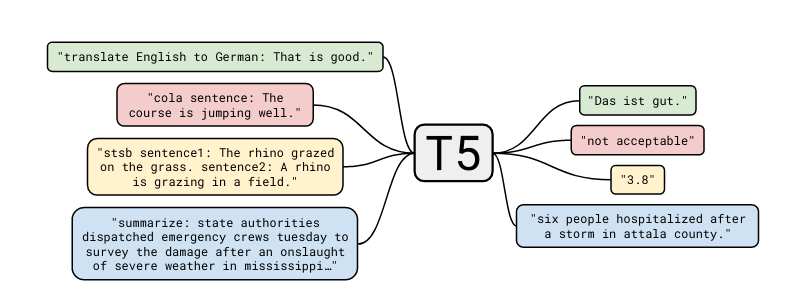 "translate English to German: That is good."
"cola sentence: The
course is jumping well."
"stsb sentence1: The rhino grazed
on the grass. sentence2: A rhino
is grazing in a field."
"summarize: state authorities
dispatched emergency crews tuesday to
survey the damage after an onslaught
of severe weather in mississippi…"
T5
"Das ist gut."
"not acceptable"
"3.8"
"six people hospitalized after
a storm in attala county."